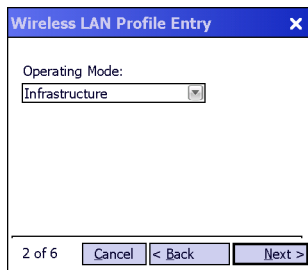 Wireless LAN Profile Entry
Operating Mode:
Infrastructure
2 of 6 Cancel < Back Next >